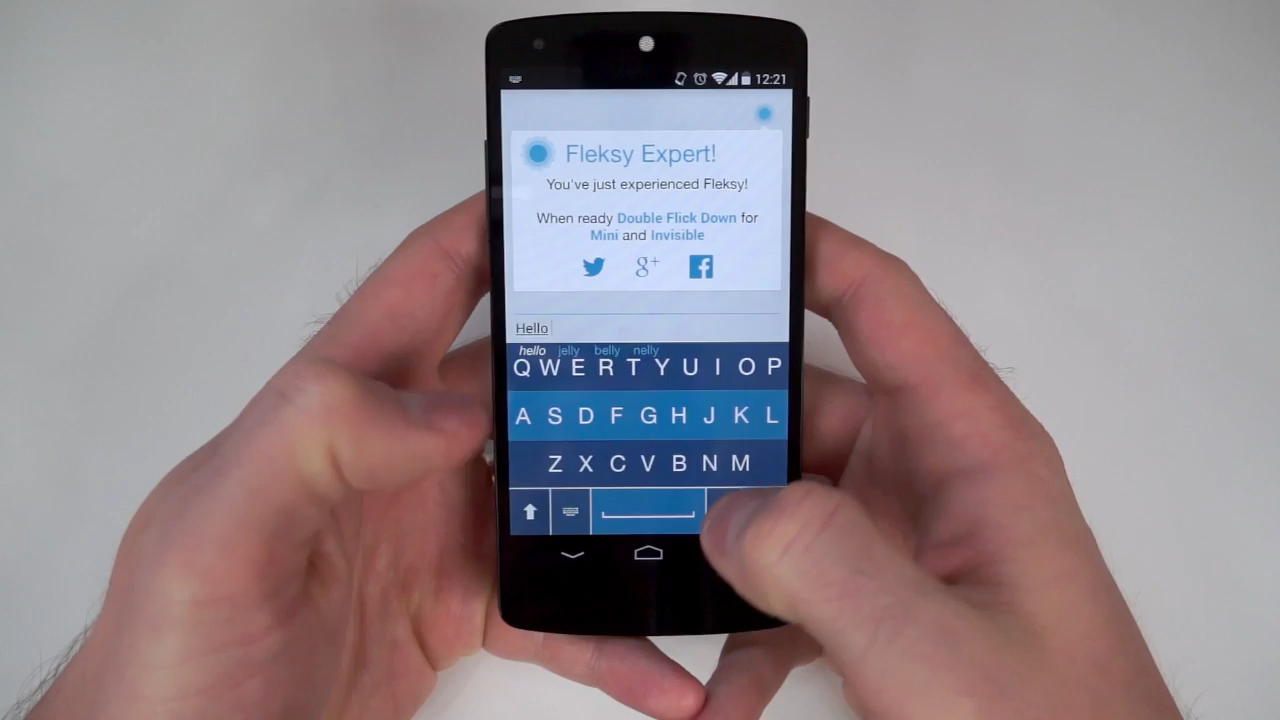 12:21
Fleksy Expert!
You've just experienced Fleksy!
When ready Double Flick Down for
Mini and Invisible
g+
Hello
hello jelly belly nelly
Q W E R T Y U I O P
A S D F G H J K L
Z X C V B N M